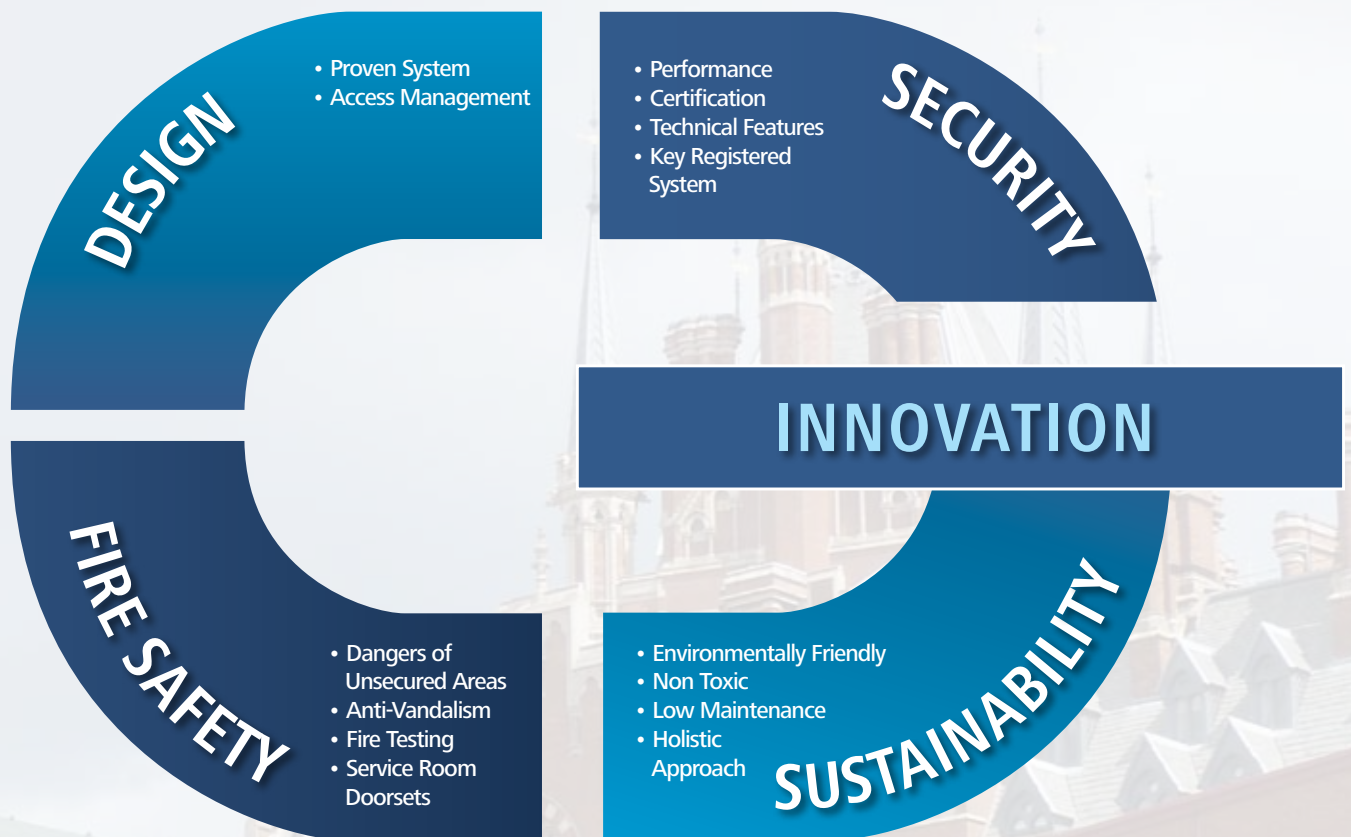 DESIGN
• Proven System
• Access Management
SECURITY
• Performance
• Certification
• Technical Features
• Key Registered
System
INNOVATION
FIRE SAFETY
• Dangers of
Unsecured Areas
• Anti-Vandalism
• Fire Testing
• Service Room
Doorsets
SUSTAINABILITY
• Environmentally Friendly
• Non Toxic
• Low Maintenance
• Holistic
Approach